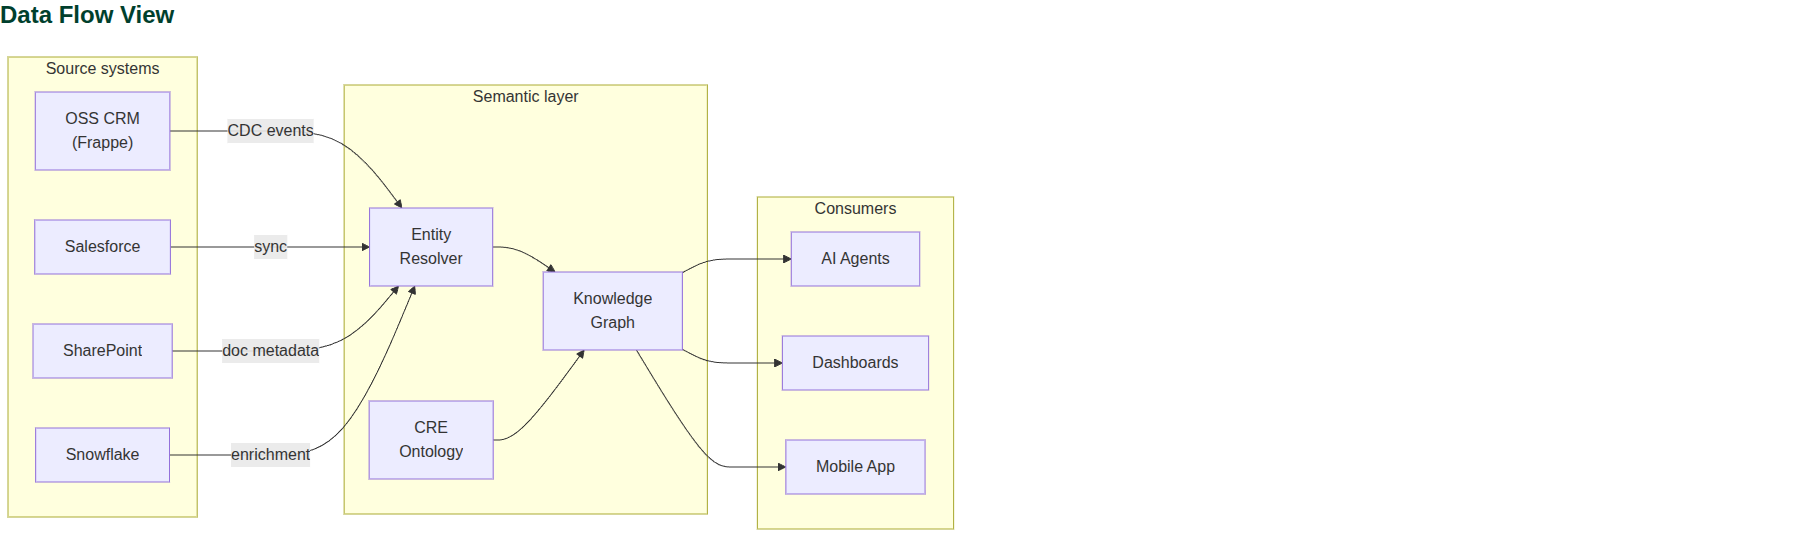 Data Flow View
Source systems
OSS CRM
(Frappe)
Salesforce
SharePoint
Snowflake
CDC events
sync
doc metadata
enrichment
Semantic layer
Entity
Resolver
CRE
Ontology
Knowledge
Graph
Consumers
AI Agents
Dashboards
Mobile App